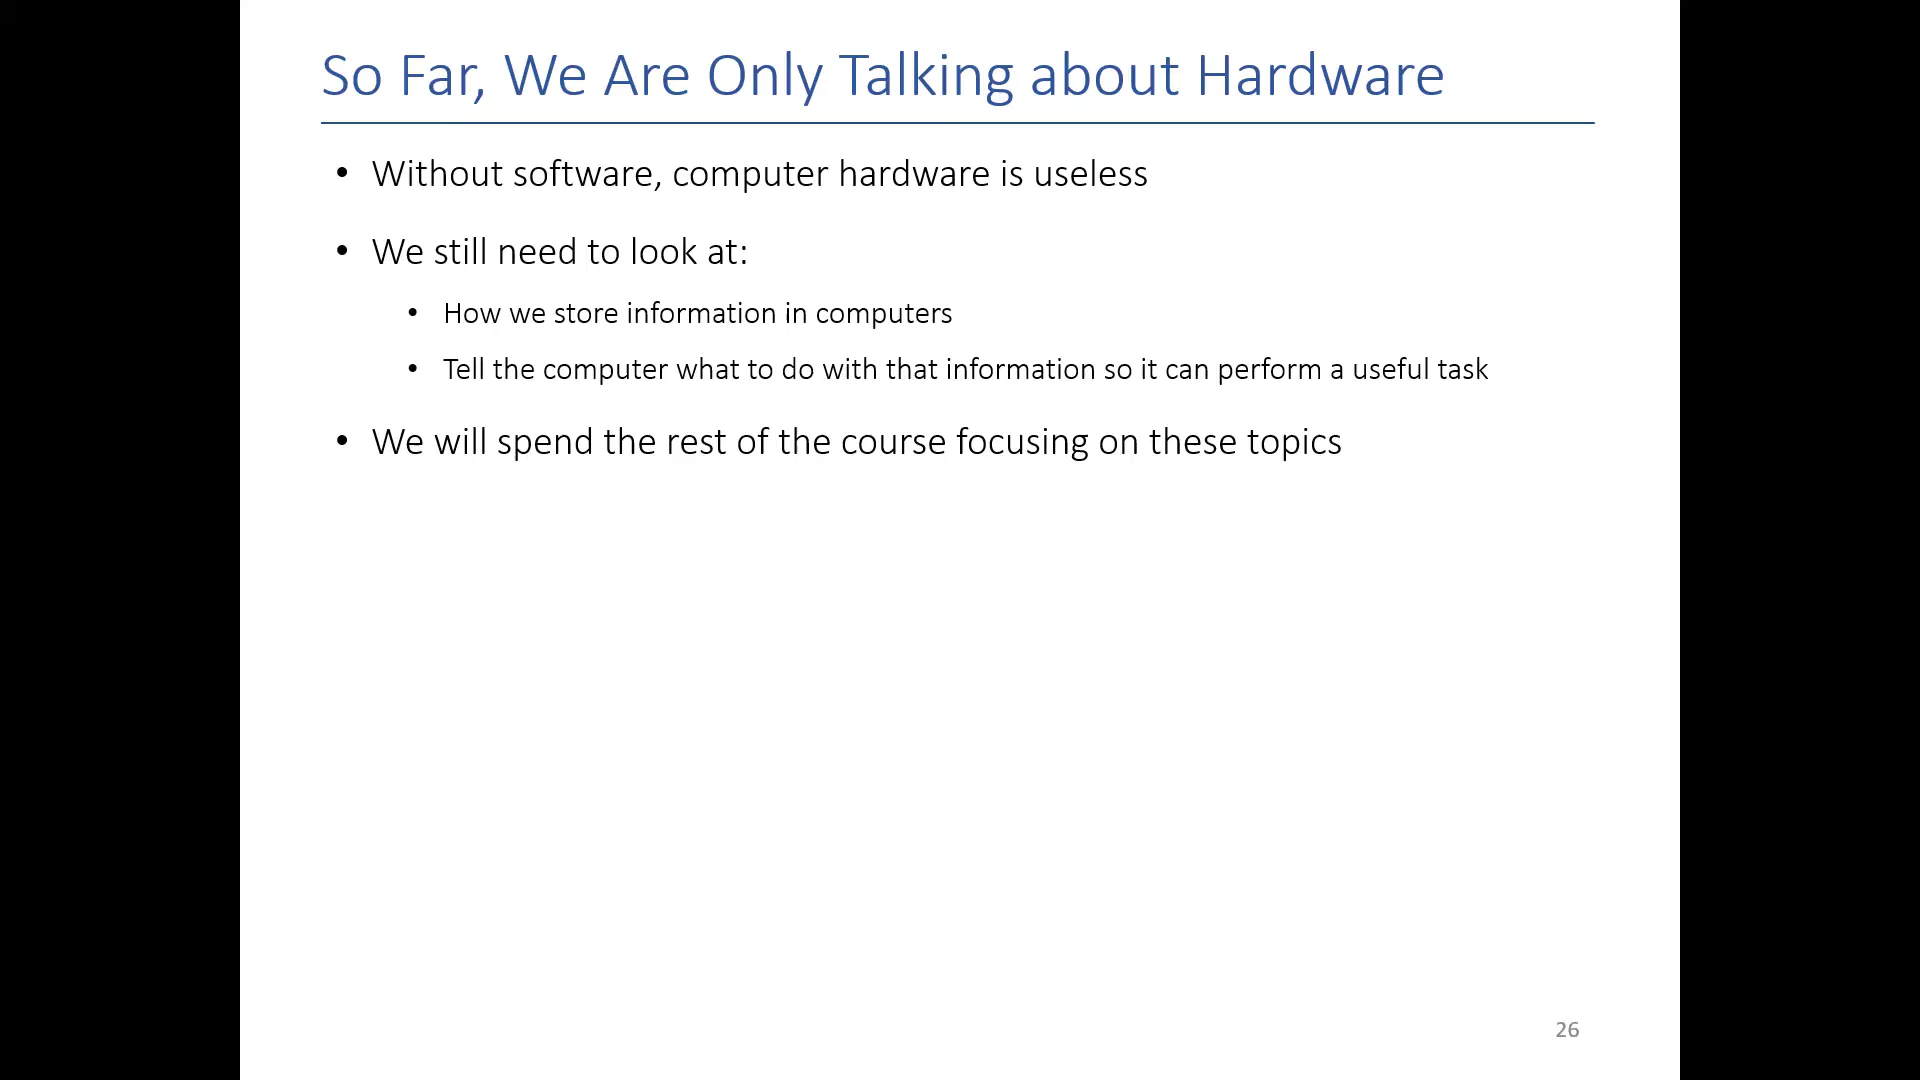 So Far, We Are Only Talking about Hardware
• Without software, computer hardware is useless
• We still need to look at:
• How we store information in computers
• Tell the computer what to do with that information so it can perform a useful task
• We will spend the rest of the course focusing on these topics
26